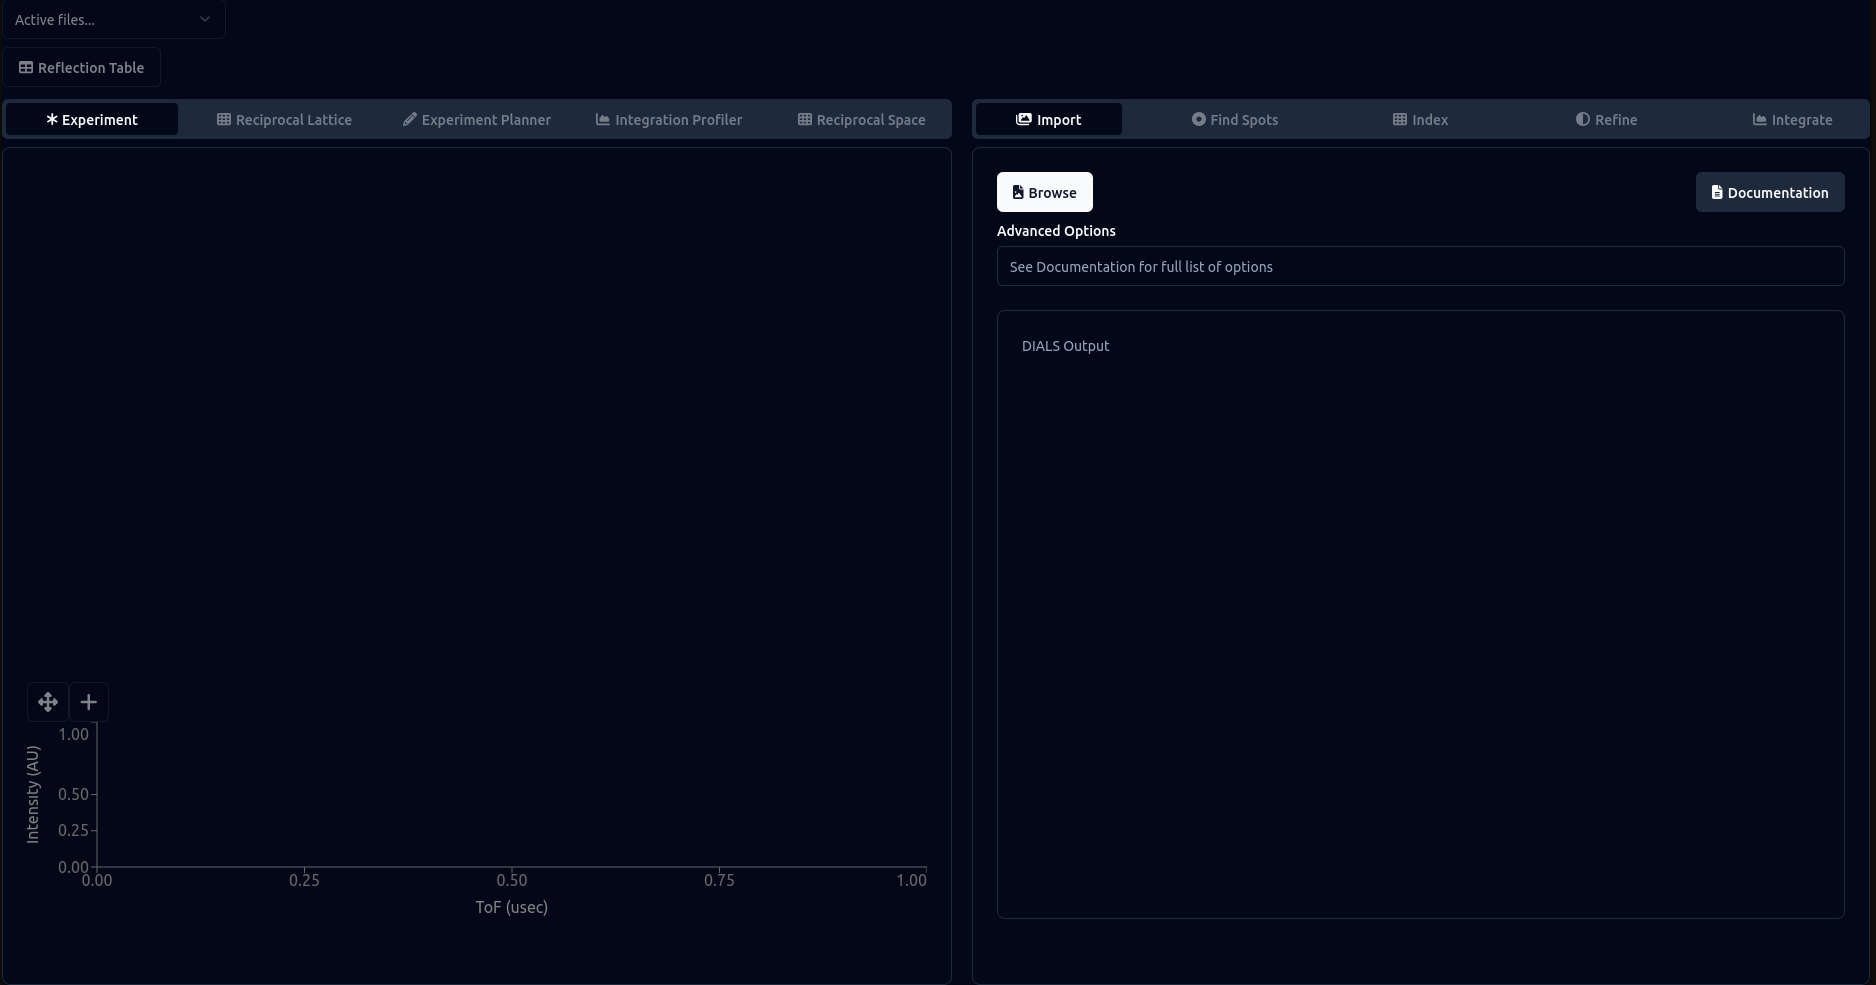 Active files...
Reflection Table
Experiment
Reciprocal Lattice
Experiment Planner
Integration Profiler
Reciprocal Space
Import
Find Spots
Index
Refine
Integrate
Browse
Documentation
Advanced Options
See Documentation for full list of options
DIALS Output
1.00
0.50
0.25
0.00
Intensity (AU)
0.00
0.25
0.50
0.75
1.00
ToF (usec)